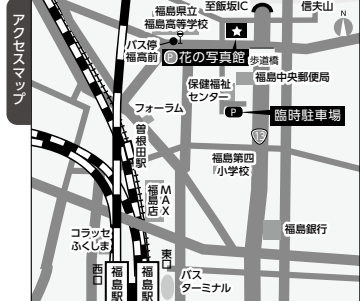 アクセスマップ
福島県立
福島高等学校
至飯坂IC
信夫山
N
バス停
福高前
P 花の写真館
歩道橋
保健福祉
センター
福島中央郵便局
フォーラム
P
臨時駐車場
13
曽根田駅
福島第四
小学校
MAX
福島店
コラッセ
ふくしま
福島銀行
西口
福島駅
福島駅
東口
バス
ターミナル